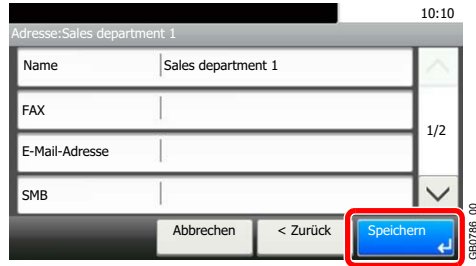 10:10
Adresse:Sales department 1
Name Sales department 1
FAX
1/2
E-Mail-Adresse
SMB
Abbrechen < Zurück Speichern
GB0786_00